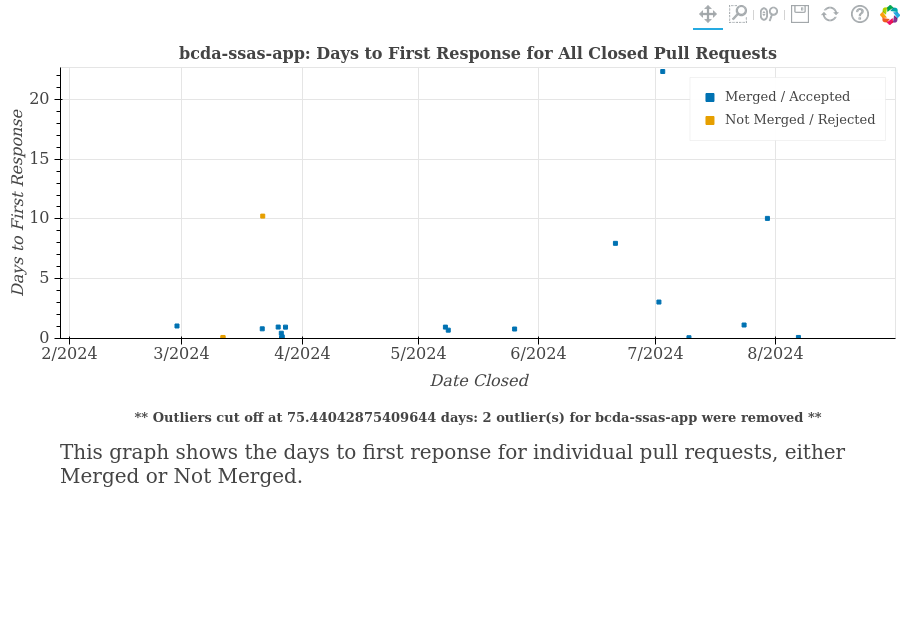 bcda-ssas-app: Days to First Response for All Closed Pull Requests
Merged / Accepted
Not Merged / Rejected
Days to First Response
20
15
10
5
0
2/2024 3/2024 4/2024 5/2024 6/2024 7/2024 8/2024
Date Closed
** Outliers cut off at 75.44042875409644 days: 2 outlier(s) for bcda-ssas-app were removed **
This graph shows the days to first reponse for individual pull requests, either
Merged or Not Merged.